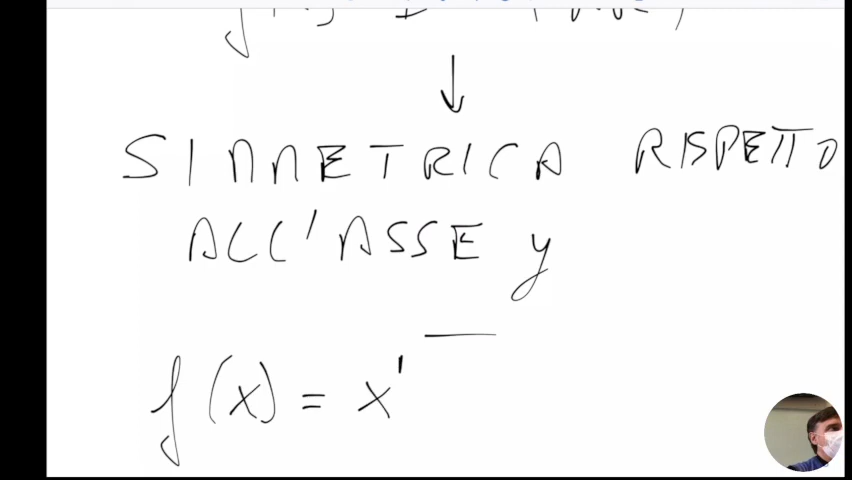 ↓
SIMMETRICA RISPETTO
ALL'ASSE y
f(x) = x'